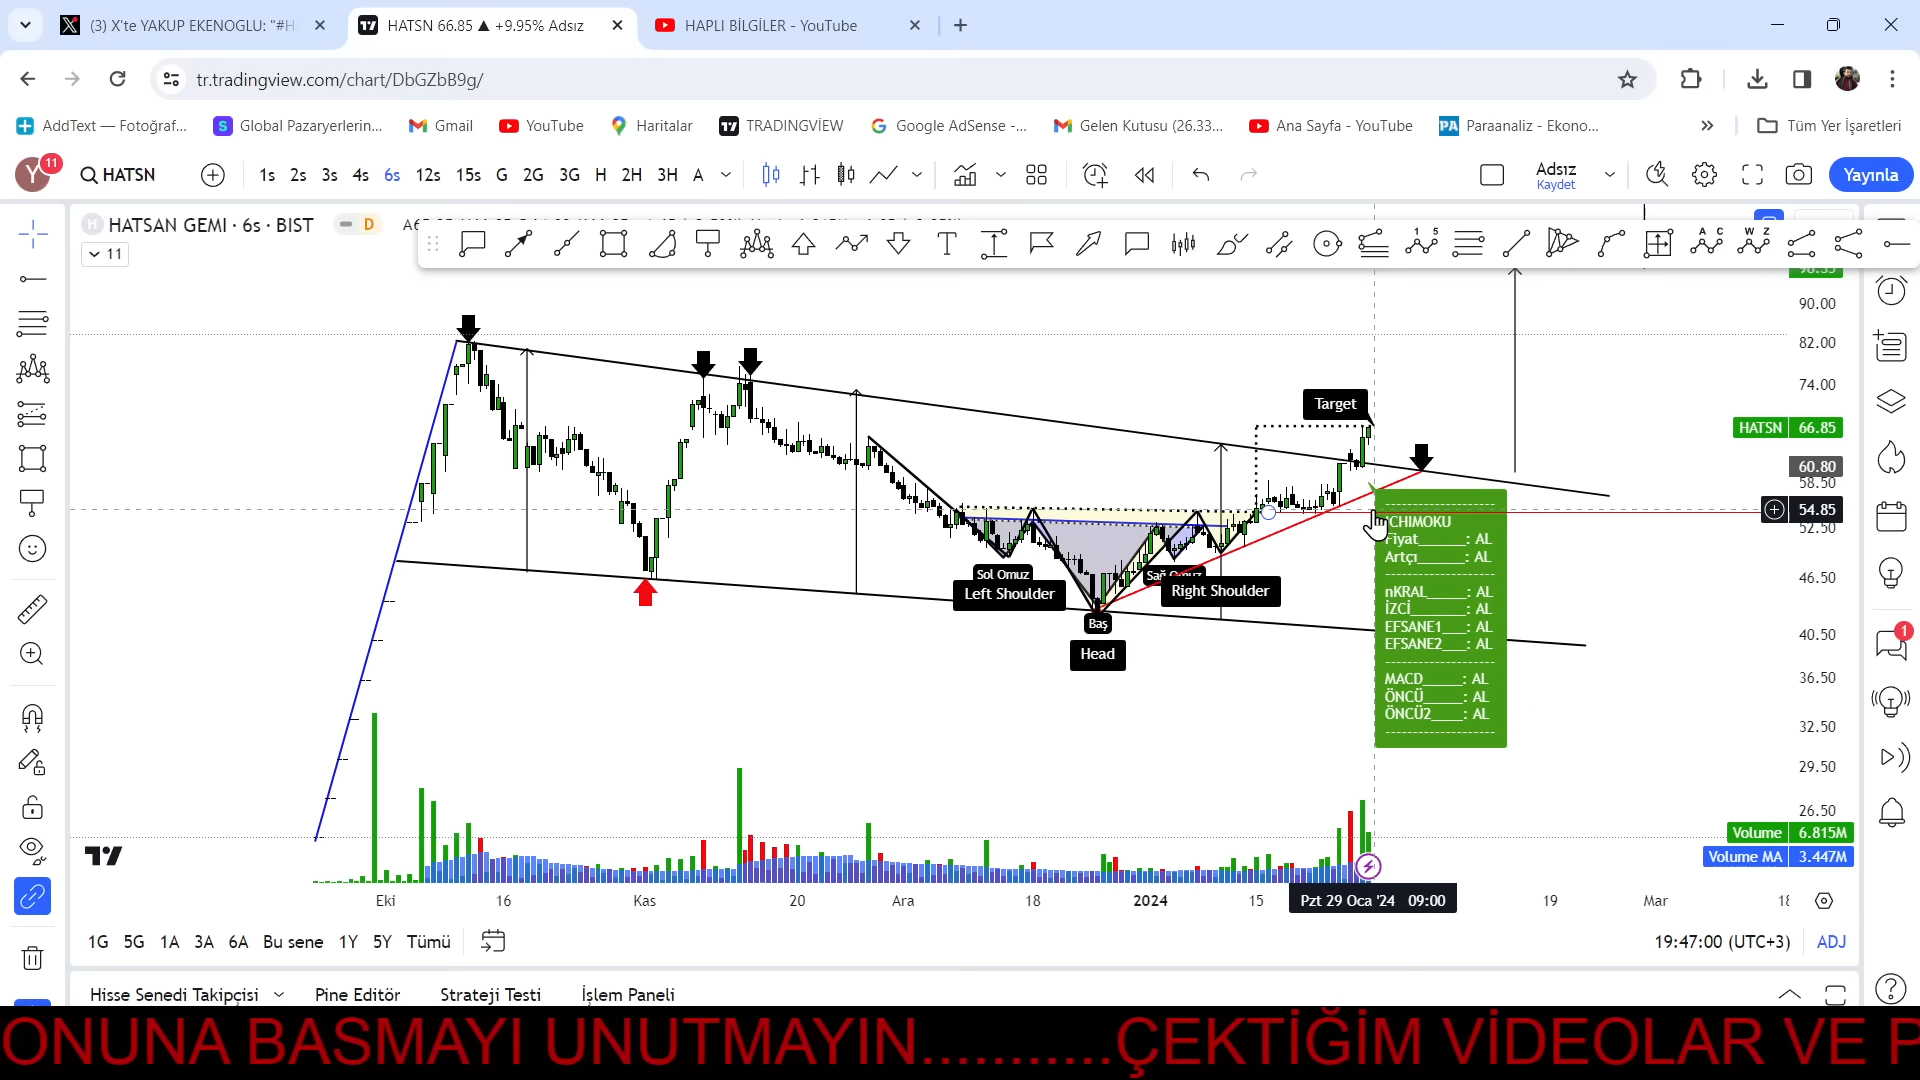 (3) X'te YAKUP EKENOGLU: "#H
HATSN 66.85 ▲ +9.95% Adsız
HAPLI BİLGİLER - YouTube
tr.tradingview.com/chart/DbGZbB9g/
AddText — Fotoğraf...
Global Pazaryerlerin...
Gmail
YouTube
Haritalar
TRADINGVİEW
Google AdSense -...
Gelen Kutusu (26.33...
Ana Sayfa - YouTube
Paraanaliz - Ekono...
Tüm Yer İşaretleri
Y 11
HATSN
1s 2s 3s 4s 6s 12s 15s G 2G 3G H 2H 3H A
Adsız
Kaydet
Yayınla
HATSAN GEMI · 6s · BIST
D
11
90.00
82.00
74.00
Target
HATSN 66.85
60.80
58.50
54.85
52.50
ICHIMOKU
Fiyat_____: AL
Artçı_____: AL
Sol Omuz
Left Shoulder
Right Shoulder
46.50
nKRAL____: AL
İZCİ______: AL
EFSANE1___: AL
EFSANE2___: AL
Baş
Head
40.50
36.50
MACD_____: AL
ÖNCÜ_____: AL
ÖNCÜ2____: AL
32.50
29.50
26.50
Volume 6.815M
Volume MA 3.447M
Eki 16 Kas 20 Ara 18 2024 15 Pzt 29 Oca '24 09:00 19 Mar
1G 5G 1A 3A 6A Bu sene 1Y 5Y Tümü
19:47:00 (UTC+3) ADJ
Hisse Senedi Takipçisi
Pine Editör
Strateji Testi
İşlem Paneli
1
ONUNA BASMAYI UNUTMAYIN...........ÇEKTİĞİM VİDEOLAR VE